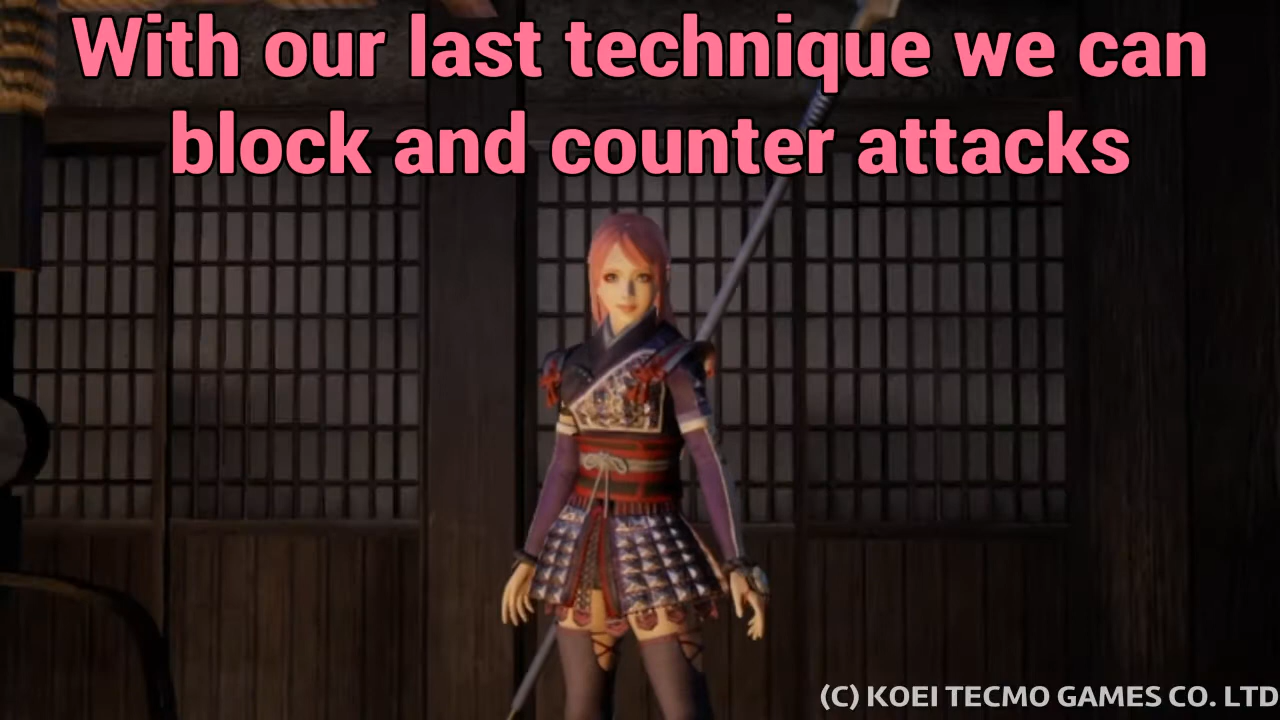 With our last technique we can
block and counter attacks
(C) KOEI TECMO GAMES CO. LTD